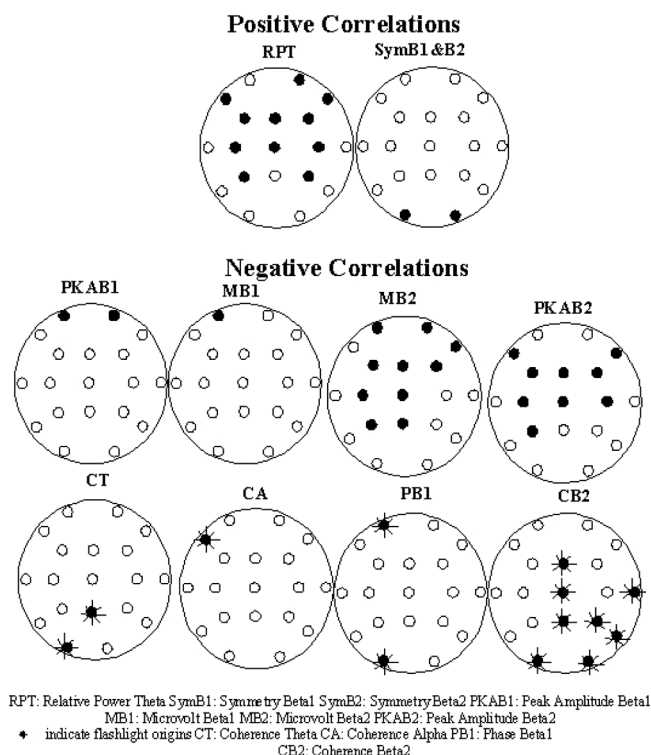 Positive Correlations
RPT
SymB1&B2
Negative Correlations
PKAB1
MB1
MB2
PKAB2
CT
CA
PB1
CB2
RPT: Relative Power Theta SymB1: Symmetry Beta1 SymB2: SymmetryBeta2 PKAB1: Peak Amplitude Beta1
MB1: Microvolt Beta1 MB2: Microvolt Beta2 PKAB2: Peak Amplitude Beta2
indicate flashlight origins CT: Coherence Theta CA: Coherence Alpha PB1: Phase Beta1
CB2: Coherence Beta2